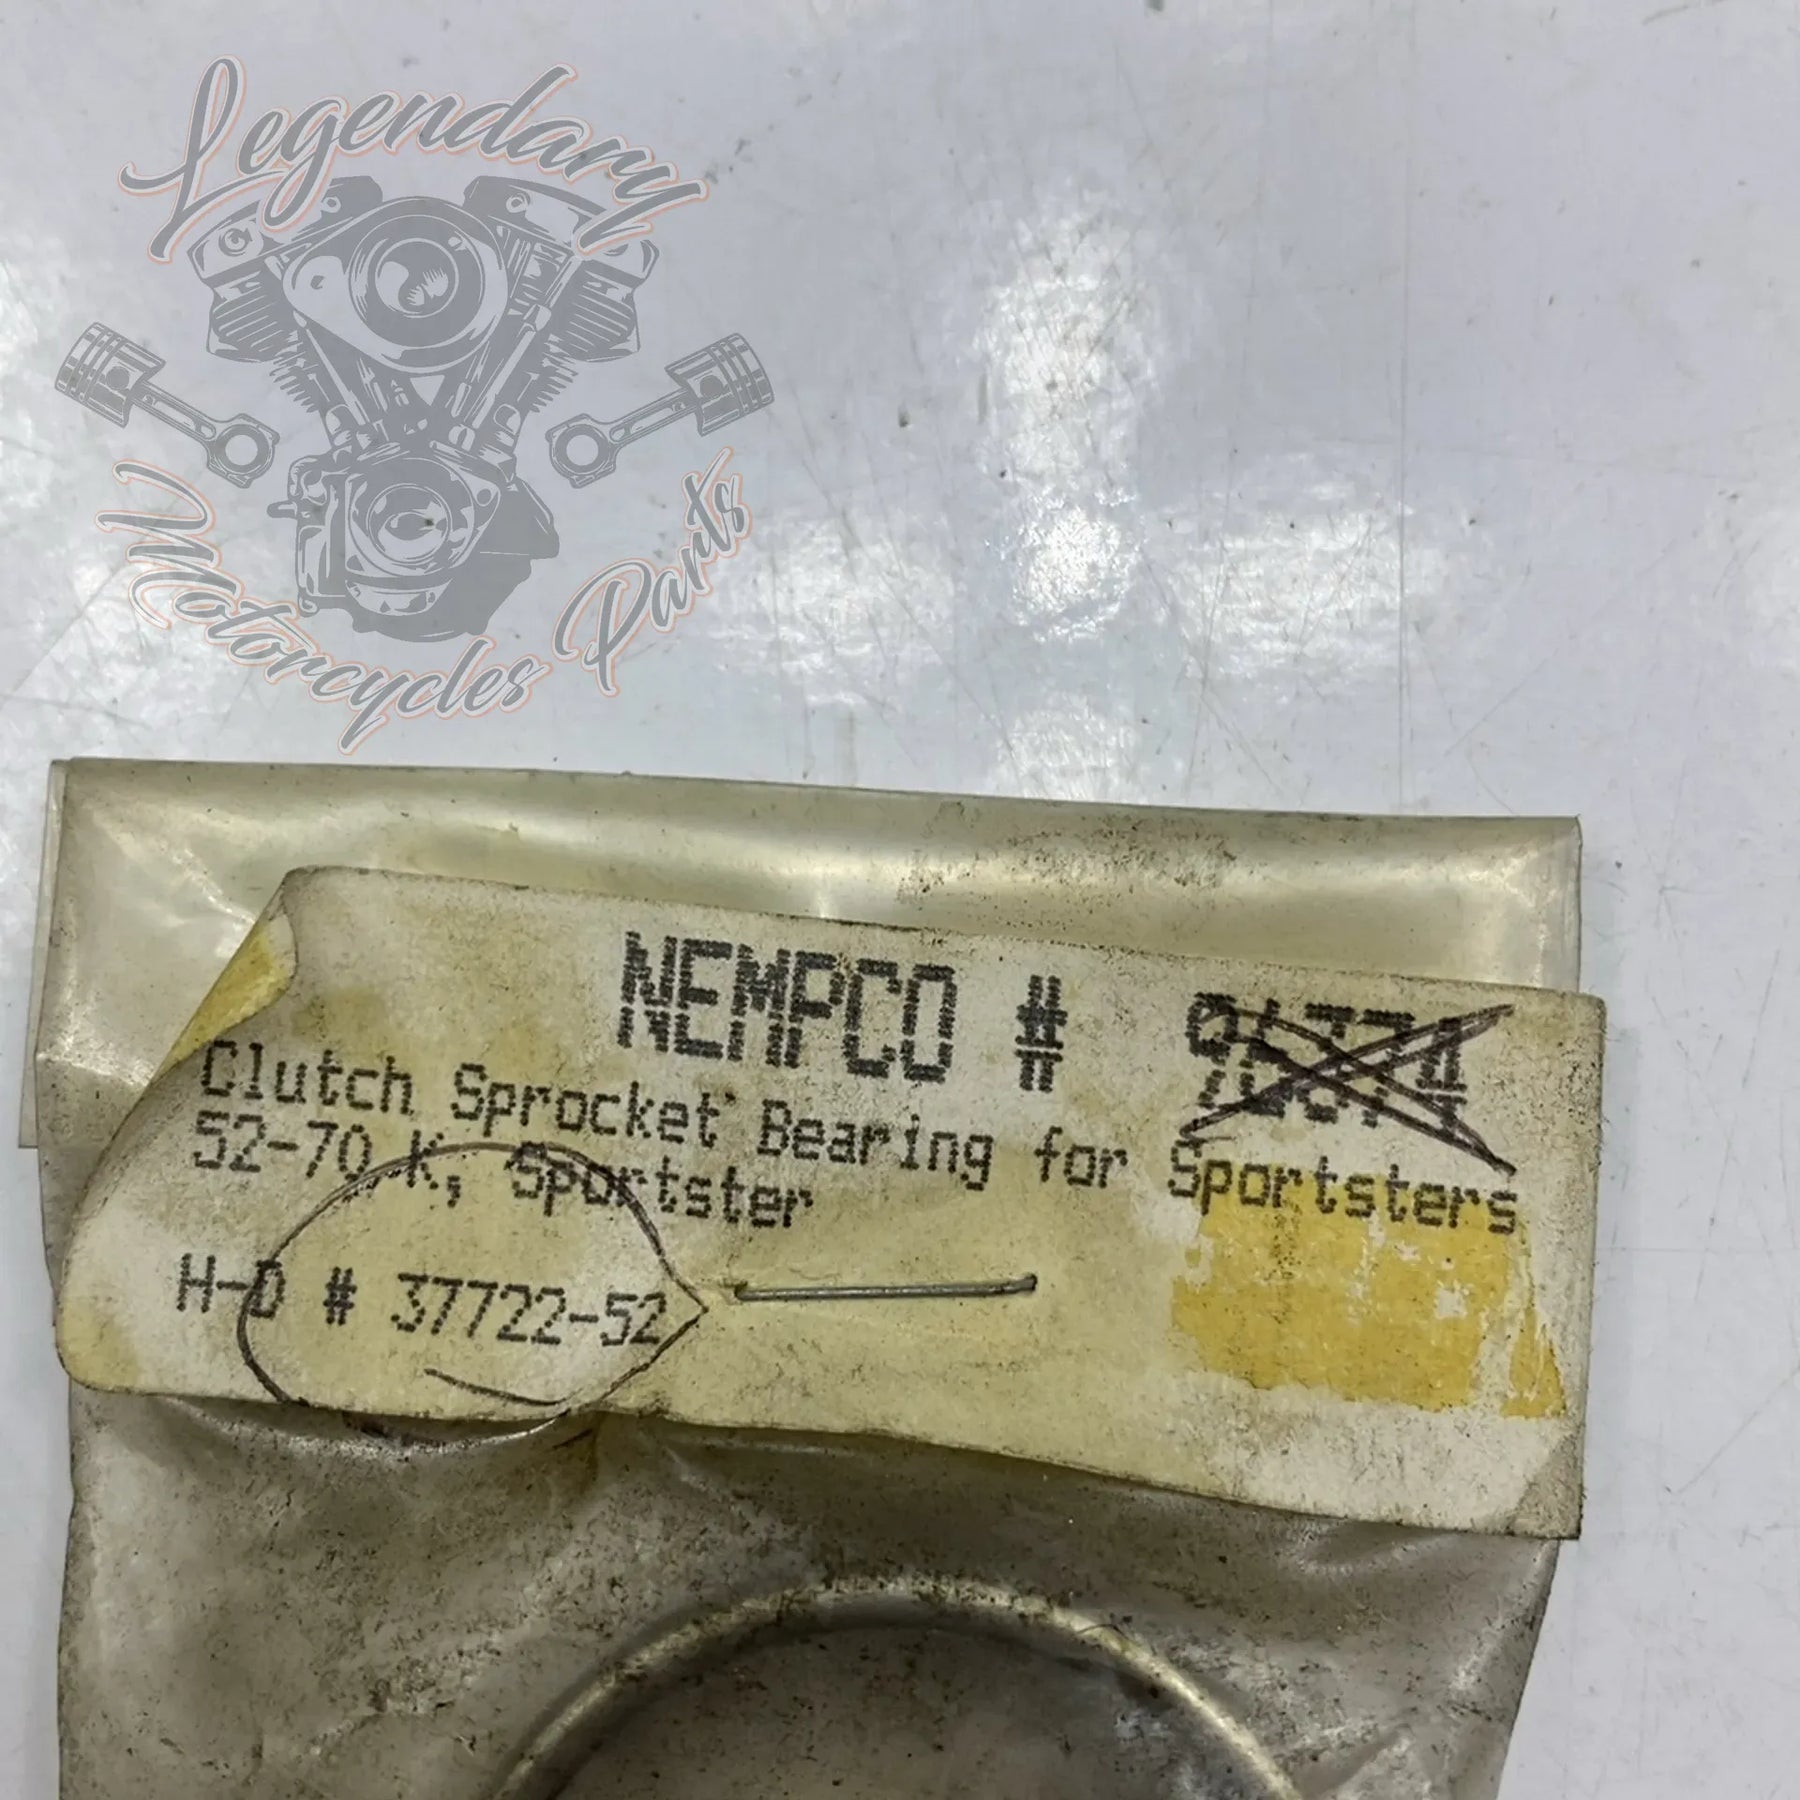 Legendary
Motorcycles Parts
NEMPCO #
Clutch Sprocket Bearing for Sportsters
52-70 K, Sportster
H-D # 37722-52